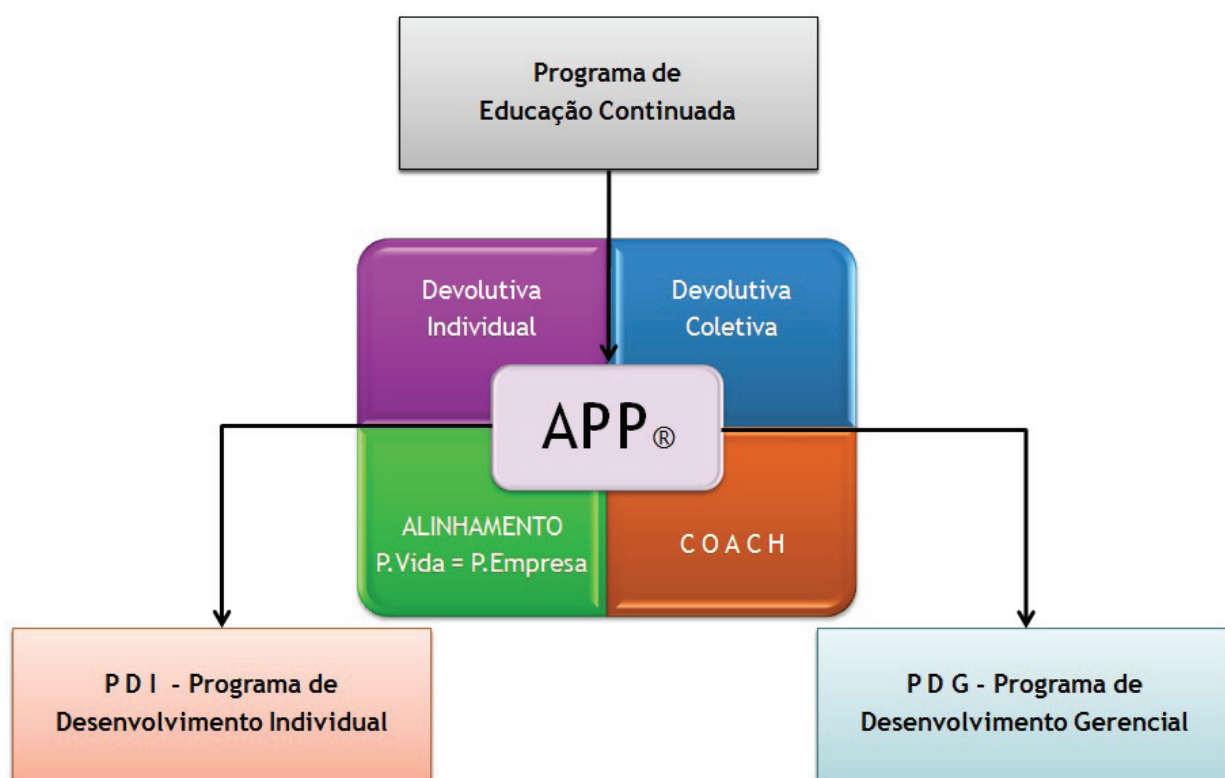 Programa de
Educação Continuada
Devolutiva
Individual
Devolutiva
Coletiva
APP®
ALINHAMENTO
P.Vida = P.Empresa
C O A C H
P D I - Programa de
Desenvolvimento Individual
P D G - Programa de
Desenvolvimento Gerencial